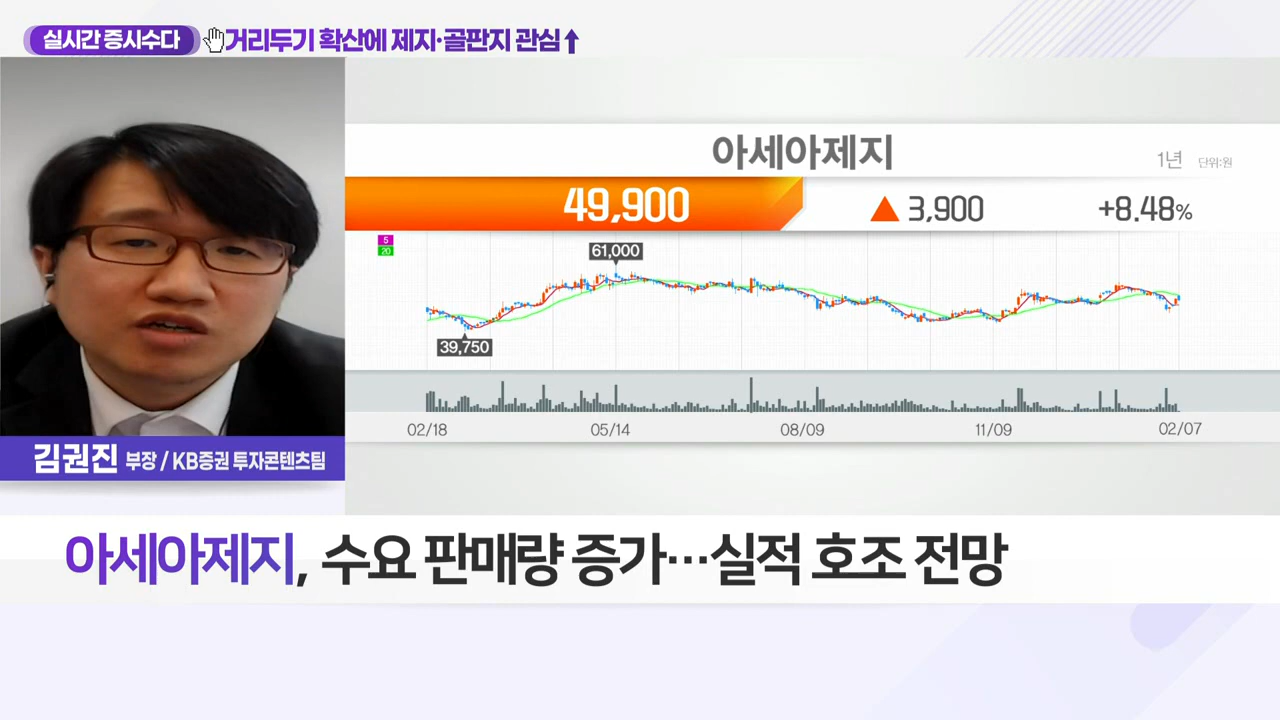 실시간 증시수다
거리두기 확산에 제지·골판지 관심⬆
아세아제지
1년 단위:원
49,900 ▲ 3,900 +8.48%
5
20
61,000
39,750
02/18 05/14 08/09 11/09 02/07
김권진 부장 / KB증권 투자콘텐츠팀
아세아제지, 수요 판매량 증가…실적 호조 전망